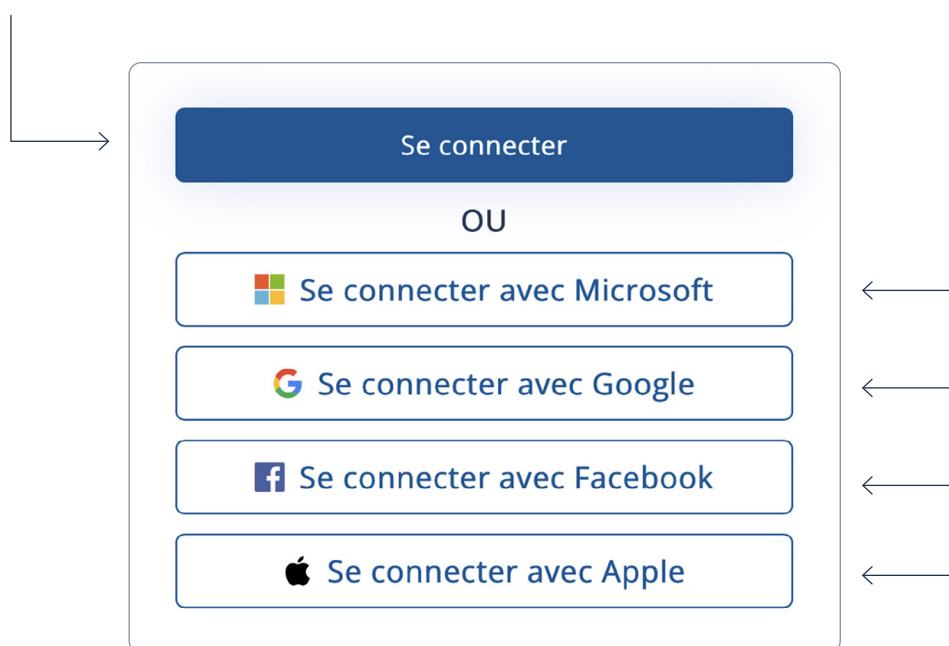 Se connecter
OU
Se connecter avec Microsoft
Se connecter avec Google
Se connecter avec Facebook
Se connecter avec Apple